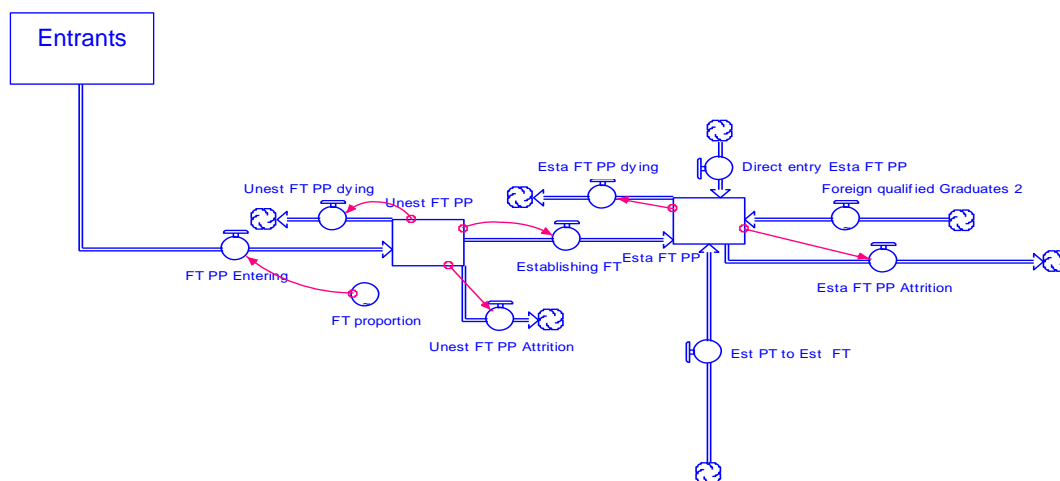 Entrants
Esta FT PP dying
Direct entry Esta FT PP
Unest FT PP dying
Unest FT PP
Foreign qualified Graduates 2
FT PP Entering
Establishing FT
Esta FT PP
Esta FT PP Attrition
FT proportion
Unest FT PP Attrition
Est PT to Est FT